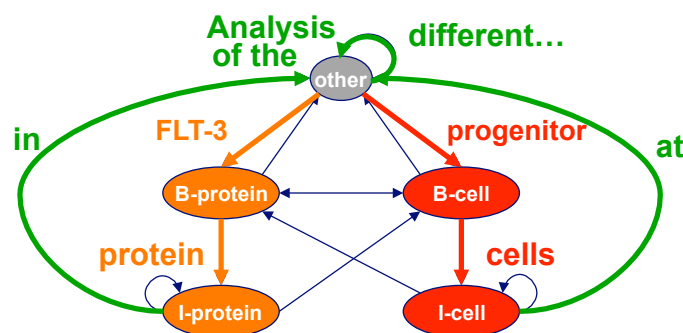 Analysis
of the
different…
other
in
FLT-3
progenitor
at
B-protein
B-cell
protein
cells
I-protein
I-cell